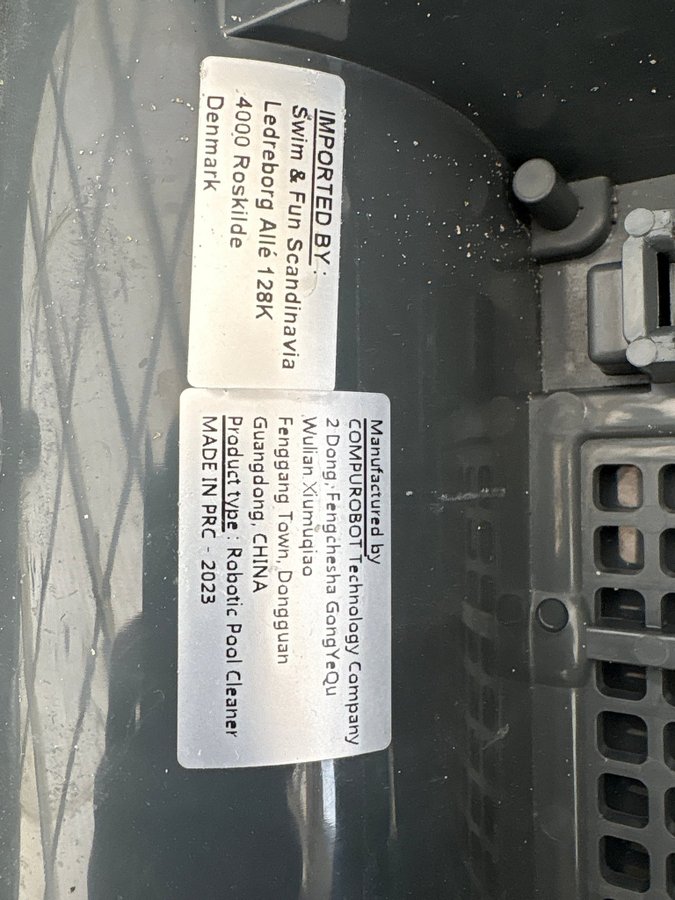 IMPORTED BY :
Swim & Fun Scandinavia
Ledreborg Allé 128K
4000 Roskilde
Denmark
Manufactured by
COMPUROBOT Technology Company
2 Dong, Fengchesha GongYeQu
Wulian Xiumuqiao
Fenggang Town, Dongguan
Guangdong, CHINA
Product type : Robotic Pool Cleaner
MADE IN PRC - 2023